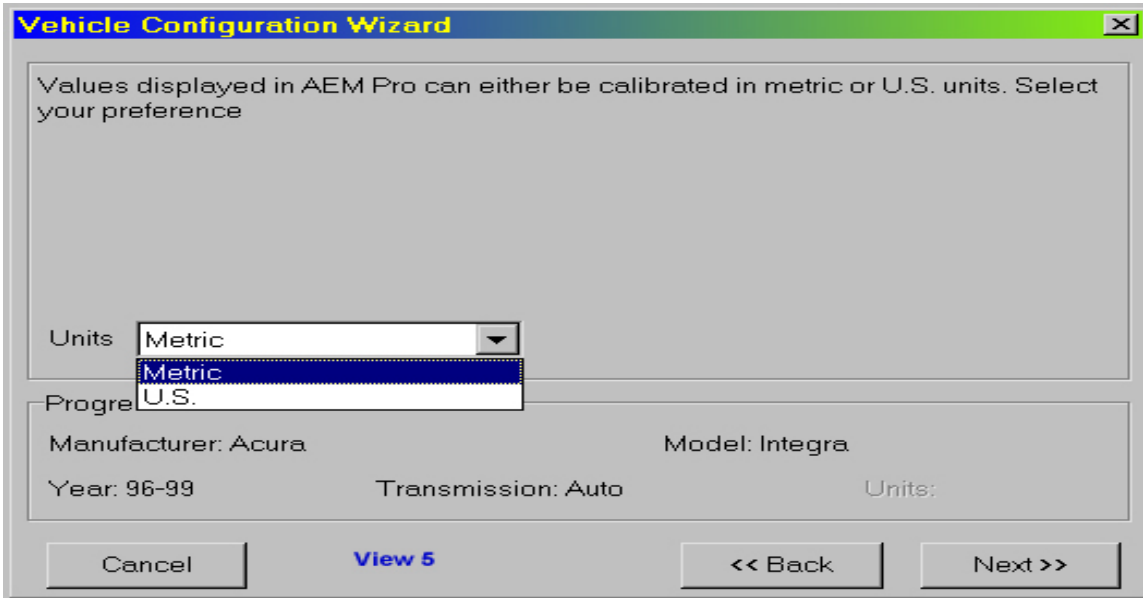 Vehicle Configuration Wizard
Values displayed in AEM Pro can either be calibrated in metric or U.S. units. Select
your preference
Units Metric
Metric
U.S.
Progre
Manufacturer: Acura Model: Integra
Year: 96-99 Transmission: Auto Units:
Cancel View 5 << Back Next >>